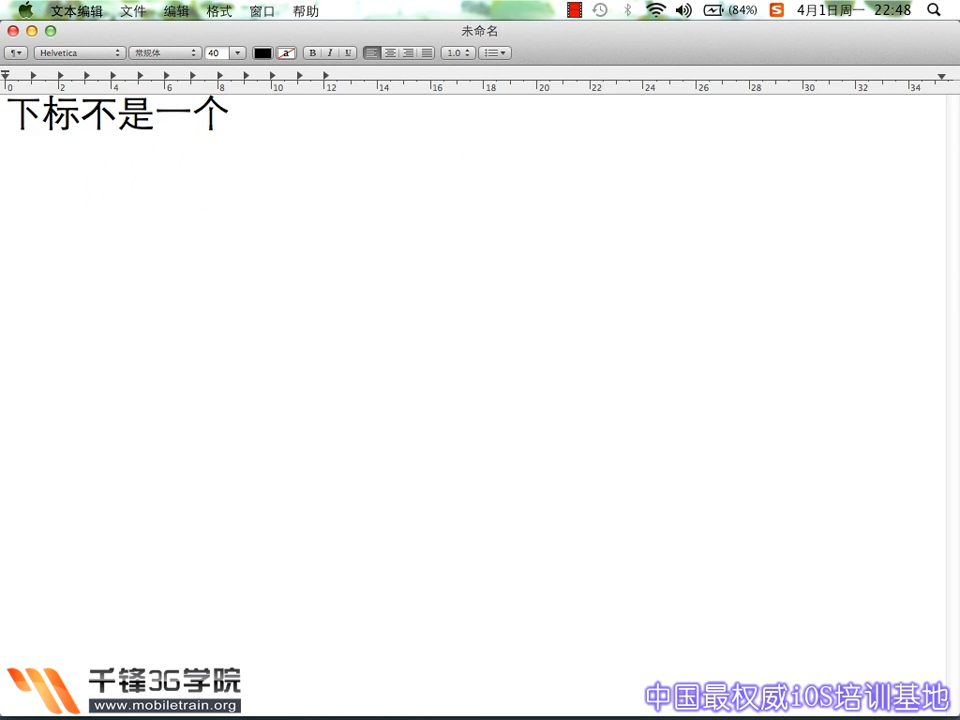 文本编辑 文件 编辑 格式 窗口 帮助 (84%) S 4月1日周一 22:48
未命名
¶ Helvetica 常规体 40 a B I U 1.0
0 2 4 6 8 10 12 14 16 18 20 22 24 26 28 30 32 34
下标不是一个
千锋3G学院
www.mobiletrain.org
中国最权威iOS培训基地